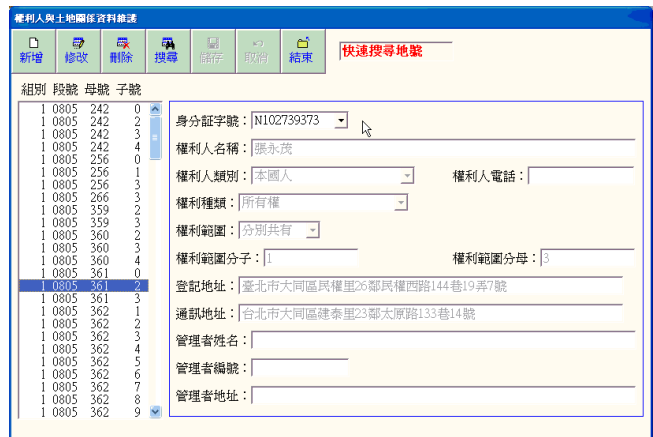 權利人與土地關係資料維護
新增 修改 刪除 搜尋 儲存 取消 結束 快速搜尋地號
組別 段號 母號 子號
1 0805 242 0
1 0805 242 2
1 0805 242 3
1 0805 242 4
1 0805 256 0
1 0805 256 1
1 0805 256 3
1 0805 266 3
1 0805 359 2
1 0805 359 3
1 0805 360 2
1 0805 360 3
1 0805 360 4
1 0805 361 0
1 0805 361 2
1 0805 361 3
1 0805 362 1
1 0805 362 2
1 0805 362 3
1 0805 362 4
1 0805 362 5
1 0805 362 6
1 0805 362 7
1 0805 362 8
1 0805 362 9
身分証字號：N102739373
權利人名稱：張永茂
權利人類別：本國人 權利人電話：
權利種類：所有權
權利範圍：分別共有
權利範圍分子：1 權利範圍分母：3
登記地址：臺北市大同區民權里26鄰民權西路144巷19弄7號
通訊地址：台北市大同區建泰里23鄰太原路133巷14號
管理者姓名：
管理者編號：
管理者地址：